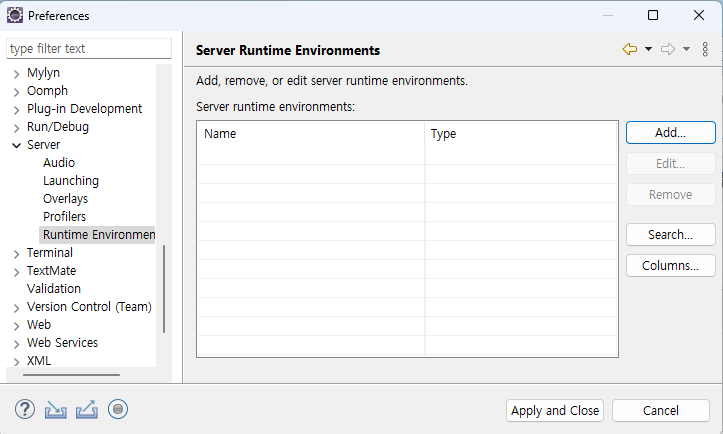 Preferences
type filter text
Mylyn
Oomph
Plug-in Development
Run/Debug
Server
Audio
Launching
Overlays
Profilers
Runtime Environmen
Terminal
TextMate
Validation
Version Control (Team)
Web
Web Services
XML
Server Runtime Environments
Add, remove, or edit server runtime environments.
Server runtime environments:
Name Type
Add...
Edit...
Remove
Search...
Columns...
?
Apply and Close Cancel